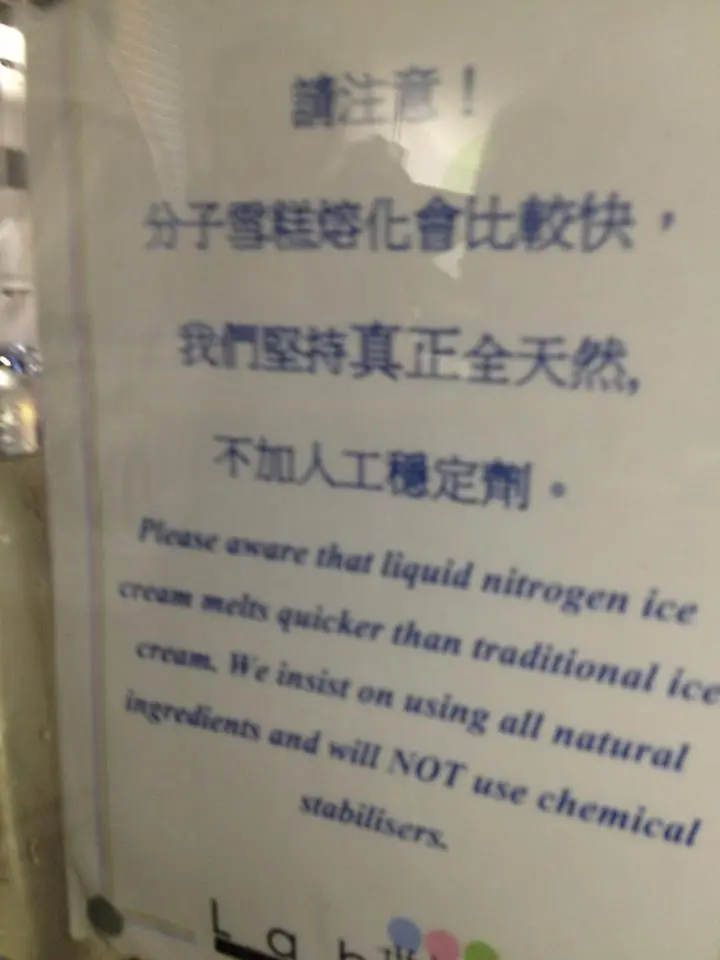 請注意！
分子雪糕熔化會比較快，
我們堅持真正全天然,
不加人工穩定劑。
Please aware that liquid nitrogen ice
cream melts quicker than traditional ice
cream. We insist on using all natural
ingredients and will NOT use chemical
stabilisers.
Lab